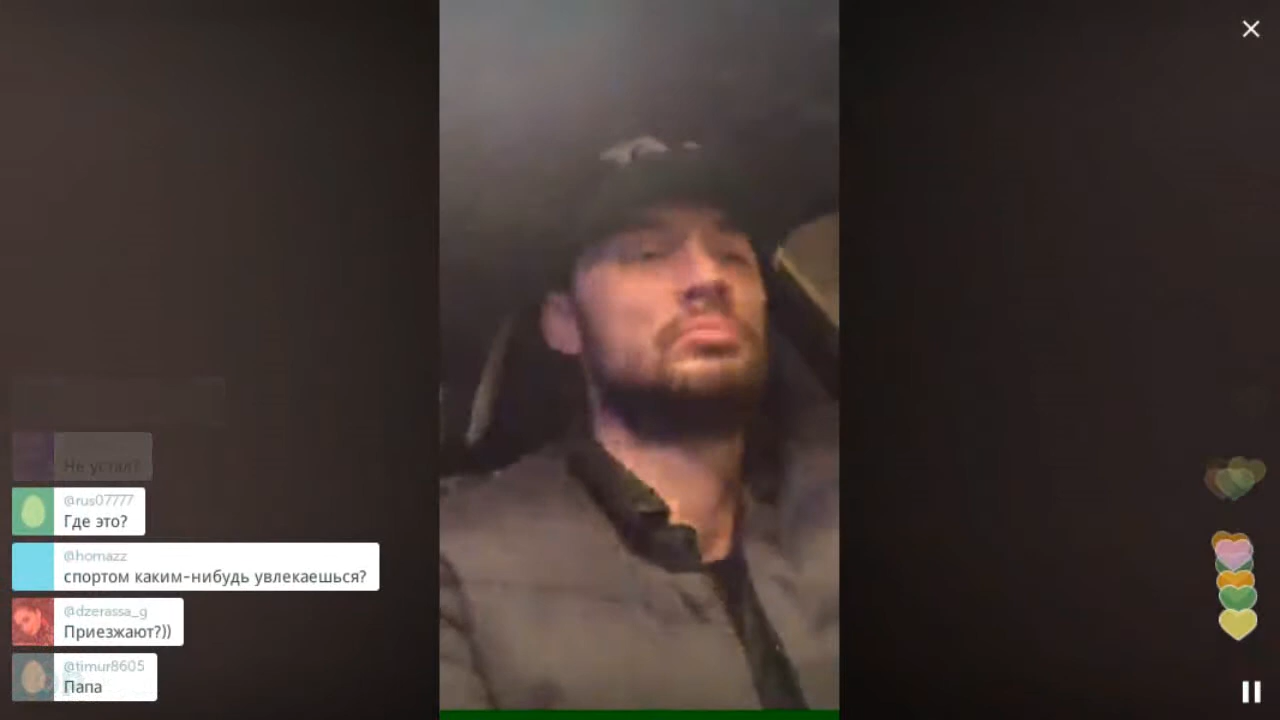 Не устал?
@rus07777
Где это?
@homazz
спортом каким-нибудь увлекаешься?
@dzerassa_g
Приезжают?))
@timur8605
Папа